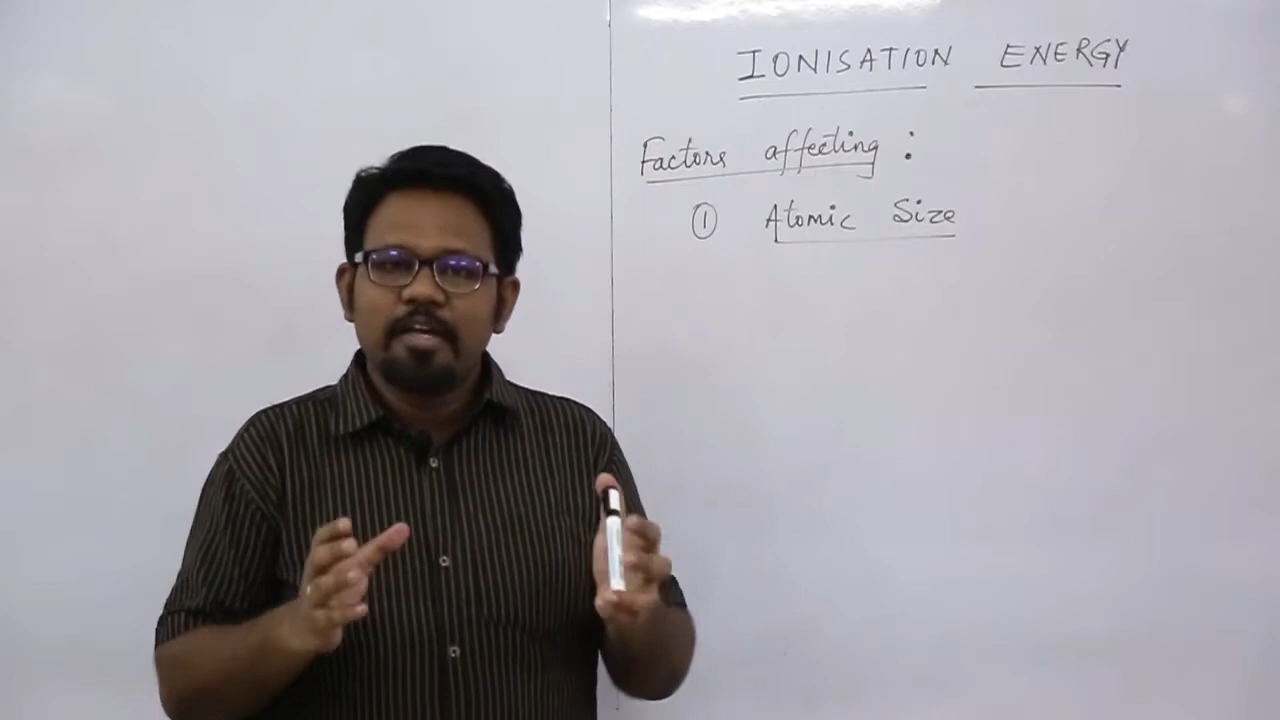 IONISATION ENERGY
Factors affecting :
① Atomic Size